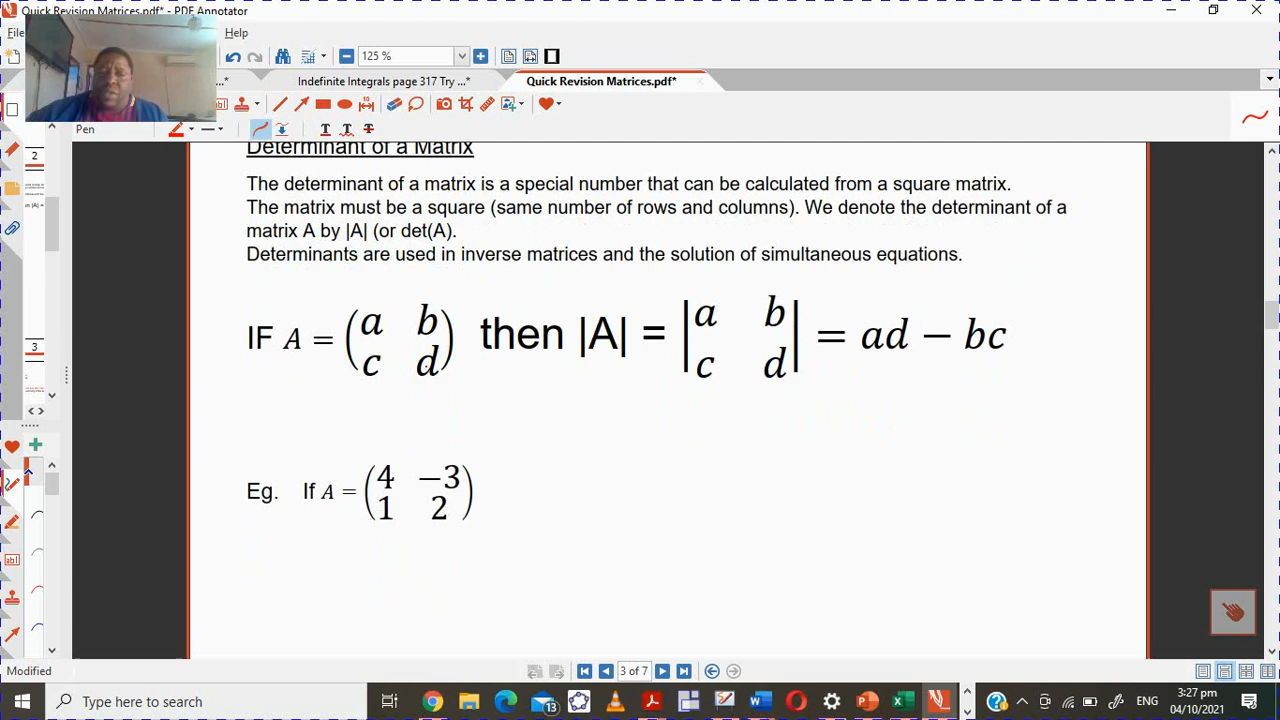 Quick Revision Matrices.pdf* - PDF Annotator
Help
125 %
Indefinite Integrals page 317 Try ...*
Quick Revision Matrices.pdf*
Pen
Determinant of a Matrix
The determinant of a matrix is a special number that can be calculated from a square matrix.
The matrix must be a square (same number of rows and columns). We denote the determinant of a
matrix A by |A| (or det(A).
Determinants are used in inverse matrices and the solution of simultaneous equations.
IF A = (a b
c d) then |A| = |a b
c d| = ad − bc
Eg. If A = (4 −3
1 2)
2
3
Modified
3 of 7
Type here to search
13
ENG
3:27 pm
04/10/2021